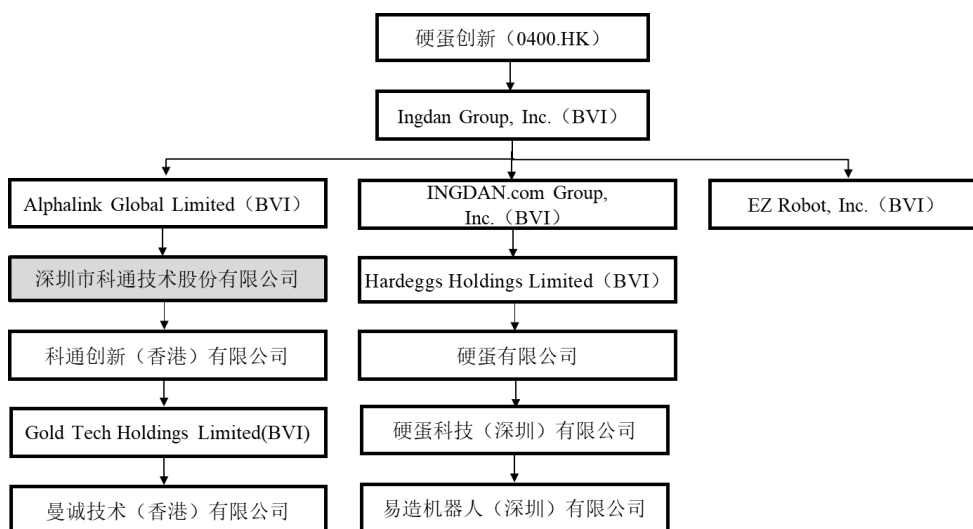 硬蛋创新（0400.HK）
Ingdan Group, Inc.（BVI）
Alphalink Global Limited（BVI）
INGDAN.com Group,
Inc.（BVI）
EZ Robot, Inc.（BVI）
深圳市科通技术股份有限公司
Hardeggs Holdings Limited（BVI）
科通创新（香港）有限公司
硬蛋有限公司
Gold Tech Holdings Limited(BVI)
硬蛋科技（深圳）有限公司
曼诚技术（香港）有限公司
易造机器人（深圳）有限公司